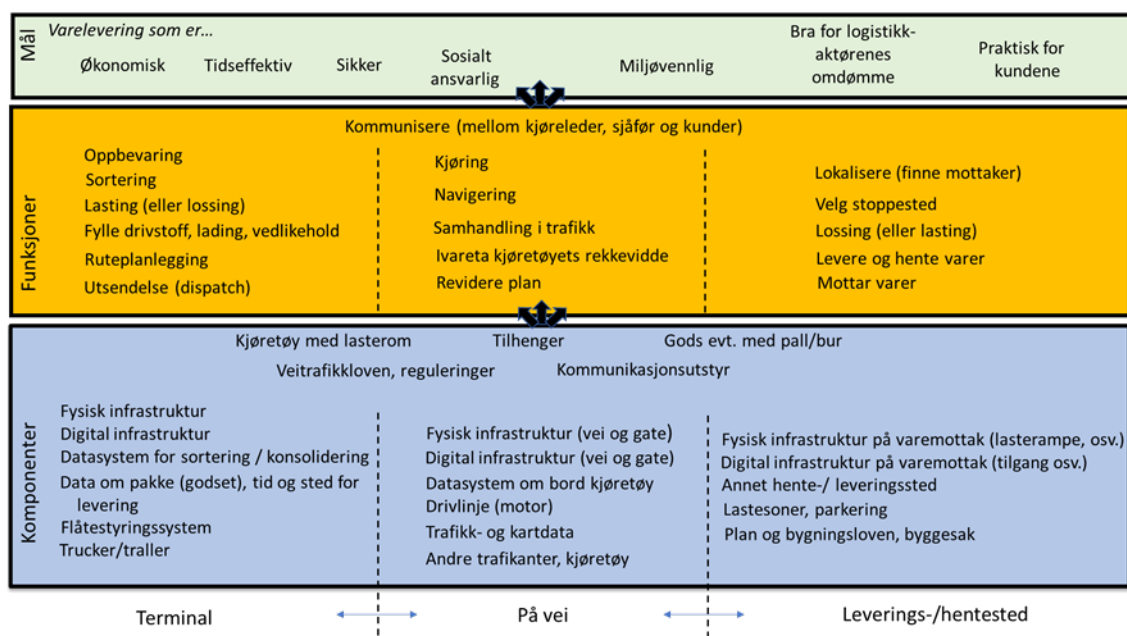 Mål
Varelevering som er...
Økonomisk
Tidseffektiv
Sikker
Sosialt
ansvarlig
Miljøvennlig
Bra for logistikk-
aktørenes
omdømme
Praktisk for
kundene
Funksjoner
Kommunisere (mellom kjøreleder, sjåfør og kunder)
Oppbevaring
Sortering
Lasting (eller lossing)
Fylle drivstoff, lading, vedlikehold
Ruteplanlegging
Utsendelse (dispatch)
Kjøring
Navigering
Samhandling i trafikk
Ivareta kjøretøyets rekkevidde
Revidere plan
Lokalisere (finne mottaker)
Velg stoppested
Lossing (eller lasting)
Levere og hente varer
Mottar varer
Komponenter
Kjøretøy med lasterom
Tilhenger
Gods evt. med pall/bur
Veitrafikkloven, reguleringer
Kommunikasjonsutstyr
Fysisk infrastruktur
Digital infrastruktur
Datasystem for sortering / konsolidering
Data om pakke (godset), tid og sted for
levering
Flåtestyringssystem
Trucker/traller
Fysisk infrastruktur (vei og gate)
Digital infrastruktur (vei og gate)
Datasystem om bord kjøretøy
Drivlinje (motor)
Trafikk- og kartdata
Andre trafikanter, kjøretøy
Fysisk infrastruktur på varemottak (lasterampe, osv.)
Digital infrastruktur på varemottak (tilgang osv.)
Annet hente-/ leveringssted
Lastesoner, parkering
Plan og bygningsloven, byggesak
Terminal
På vei
Leverings-/hentested